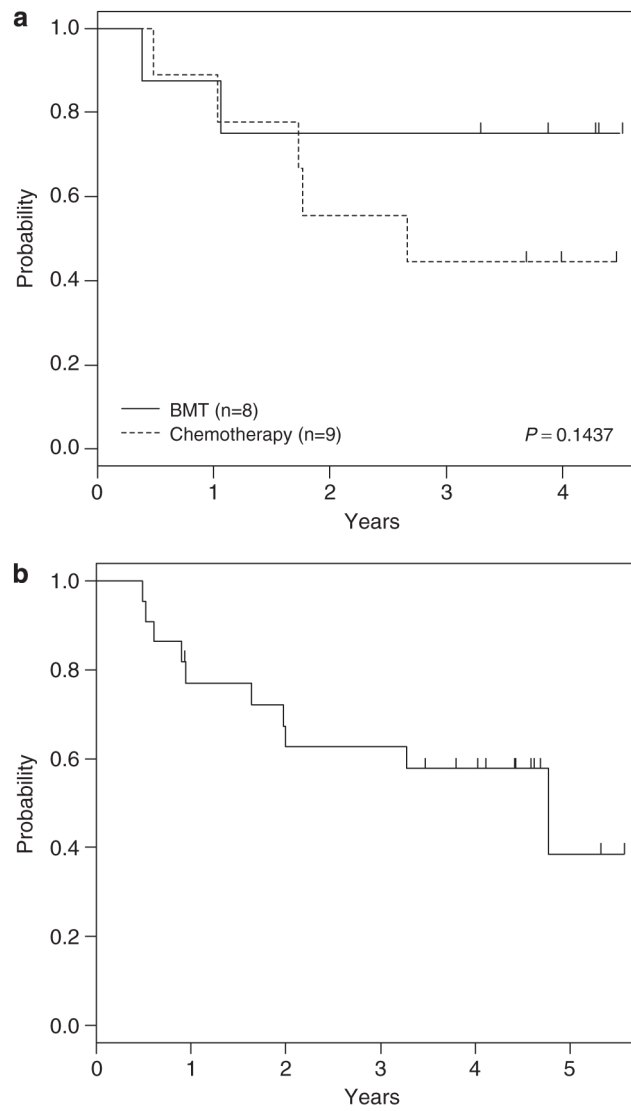 a
1.0
0.8
0.6
0.4
0.2
0.0
Probability
BMT (n=8)
Chemotherapy (n=9)
P = 0.1437
0 1 2 3 4
Years
b
1.0
0.8
0.6
0.4
0.2
0.0
Probability
0 1 2 3 4 5
Years